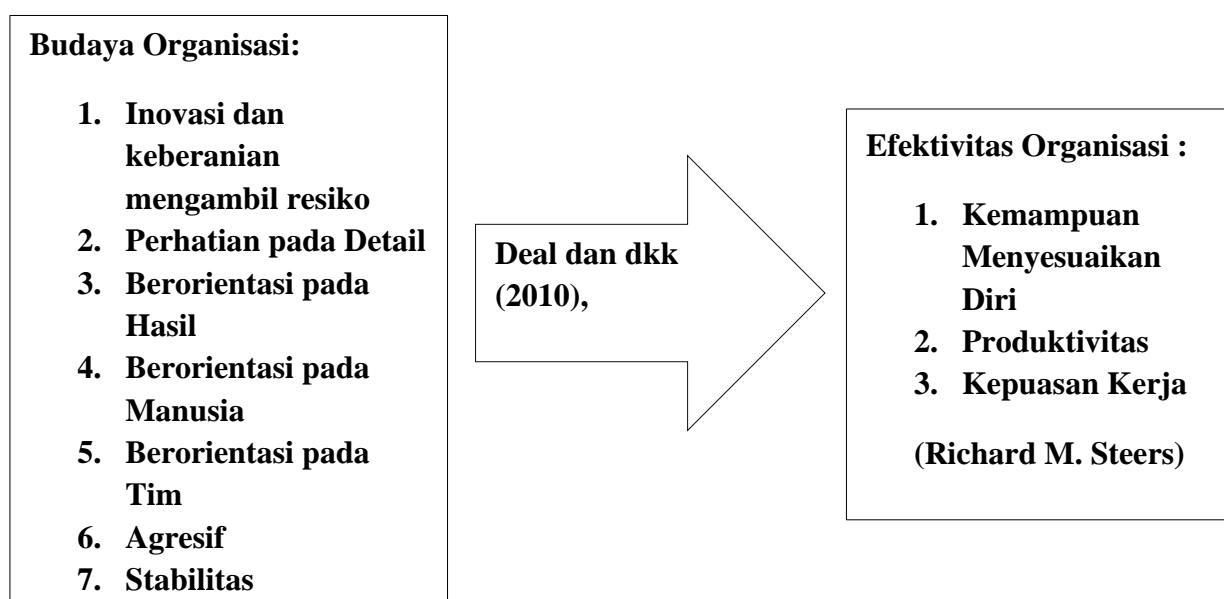 Budaya Organisasi:
1. Inovasi dan
keberanian
mengambil resiko
2. Perhatian pada Detail
3. Berorientasi pada
Hasil
4. Berorientasi pada
Manusia
5. Berorientasi pada
Tim
6. Agresif
7. Stabilitas
Deal dan dkk
(2010),
Efektivitas Organisasi :
1. Kemampuan
Menyesuaikan
Diri
2. Produktivitas
3. Kepuasan Kerja
(Richard M. Steers)